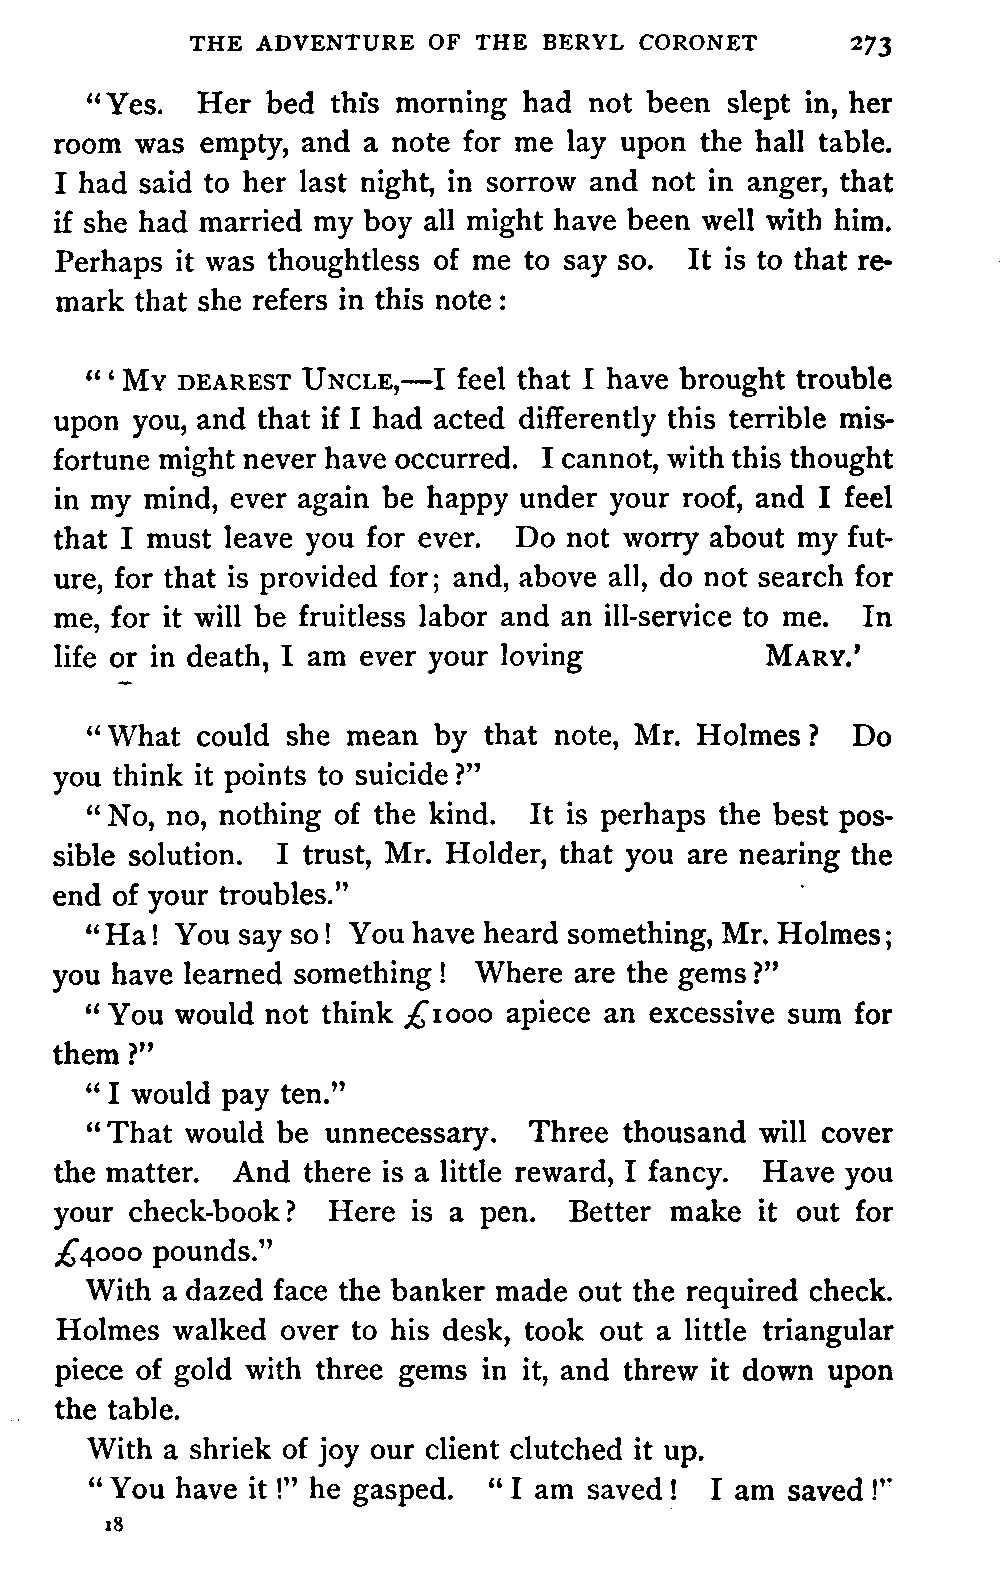 THE ADVENTURE OF THE BERYL CORONET 273
"Yes. Her bed this morning had not been slept in, her
room was empty, and a note for me lay upon the hall table.
I had said to her last night, in sorrow and not in anger, that
if she had married my boy all might have been well with him.
Perhaps it was thoughtless of me to say so. It is to that re-
mark that she refers in this note:
"'MY DEAREST UNCLE,—I feel that I have brought trouble
upon you, and that if I had acted differently this terrible mis-
fortune might never have occurred. I cannot, with this thought
in my mind, ever again be happy under your roof, and I feel
that I must leave you for ever. Do not worry about my fut-
ure, for that is provided for; and, above all, do not search for
me, for it will be fruitless labor and an ill-service to me. In
life or in death, I am ever your loving MARY.'
"What could she mean by that note, Mr. Holmes? Do
you think it points to suicide?"
"No, no, nothing of the kind. It is perhaps the best pos-
sible solution. I trust, Mr. Holder, that you are nearing the
end of your troubles."
"Ha! You say so! You have heard something, Mr. Holmes;
you have learned something! Where are the gems?"
"You would not think £1000 apiece an excessive sum for
them?"
"I would pay ten."
"That would be unnecessary. Three thousand will cover
the matter. And there is a little reward, I fancy. Have you
your check-book? Here is a pen. Better make it out for
£4000 pounds."
With a dazed face the banker made out the required check.
Holmes walked over to his desk, took out a little triangular
piece of gold with three gems in it, and threw it down upon
the table.
With a shriek of joy our client clutched it up.
"You have it!" he gasped. "I am saved! I am saved!"
18